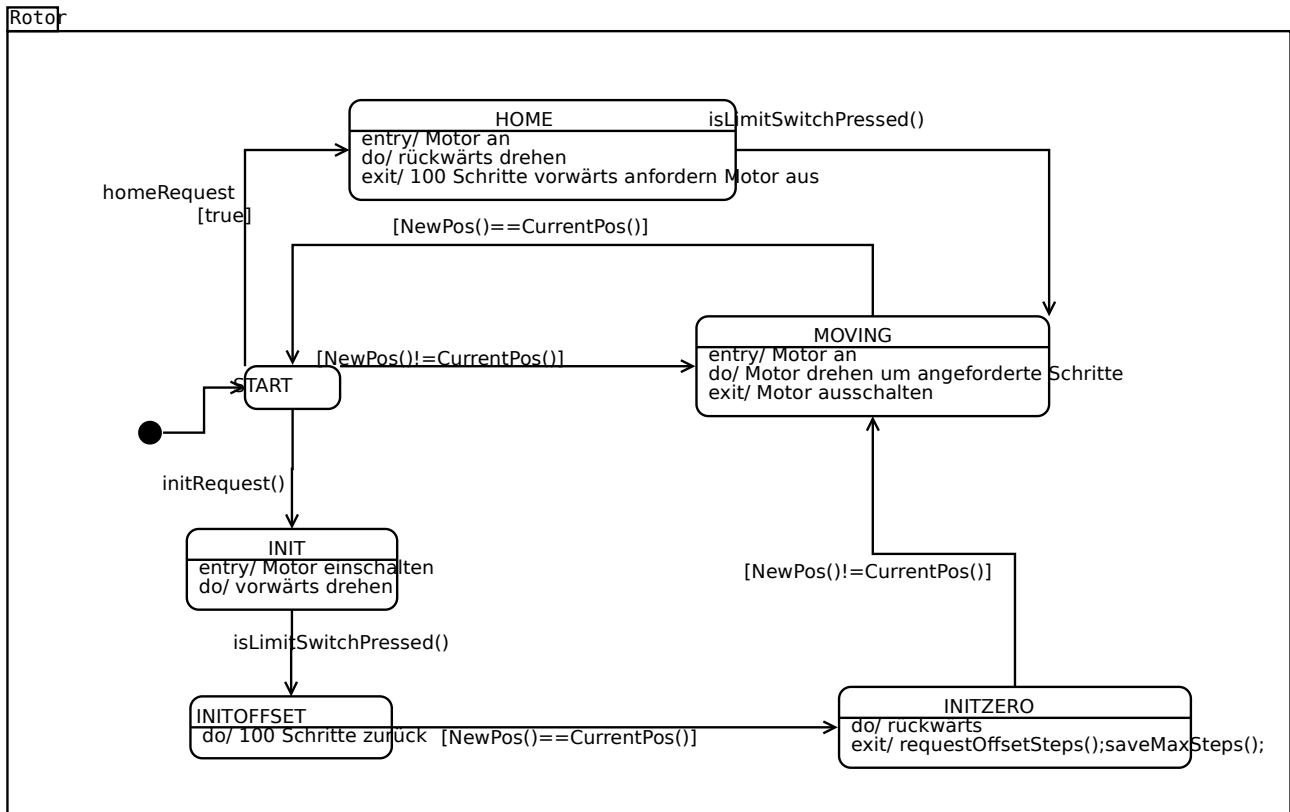 Rotor
HOME
isLimitSwitchPressed()
entry/ Motor an
do/ rückwärts drehen
exit/ 100 Schritte vorwärts anfordern Motor aus
homeRequest
[true]
[NewPos()==CurrentPos()]
MOVING
[NewPos()!=CurrentPos()]
entry/ Motor an
do/ Motor drehen um angeforderte Schritte
exit/ Motor ausschalten
START
initRequest()
INIT
entry/ Motor einschalten
do/ vorwärts drehen
[NewPos()!=CurrentPos()]
isLimitSwitchPressed()
INITOFFSET
do/ 100 Schritte zurück
[NewPos()==CurrentPos()]
INITZERO
do/ rückwärts
exit/ requestOffsetSteps();saveMaxSteps();